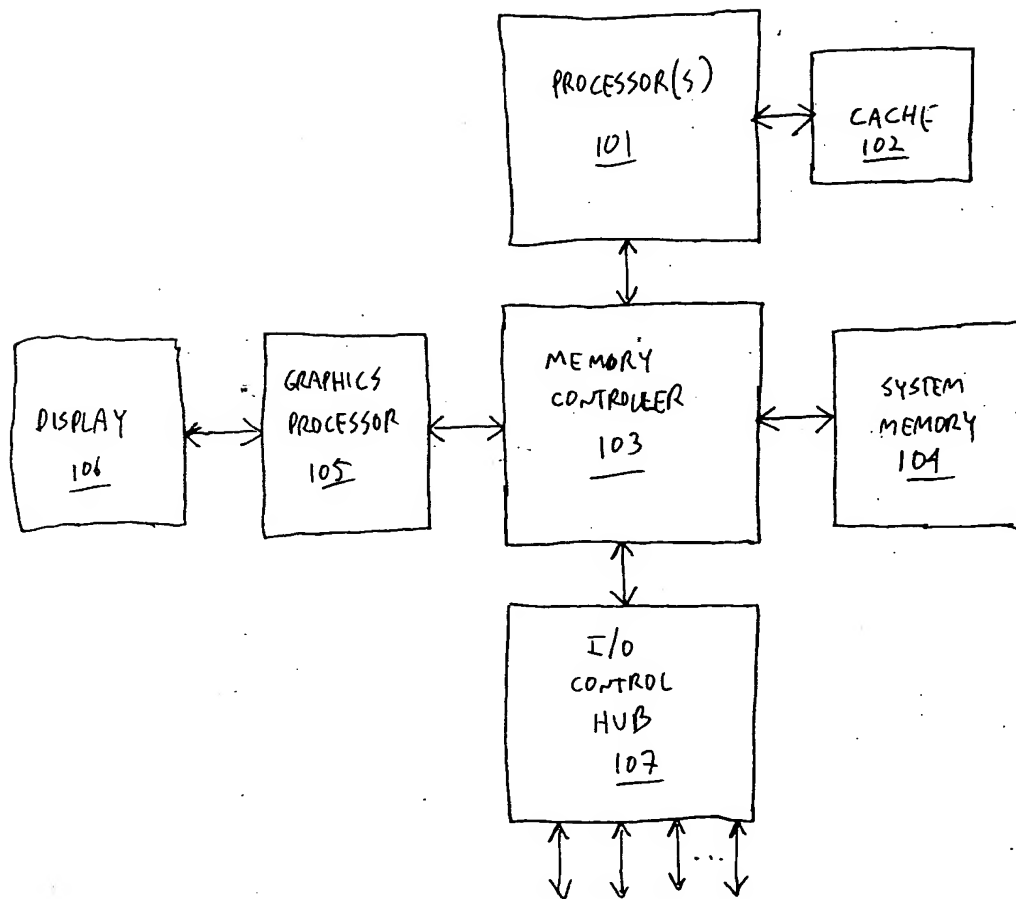 PROCESSOR(S)
101
CACHE
102
DISPLAY
106
GRAPHICS
PROCESSOR
105
MEMORY
CONTROLLER
103
SYSTEM
MEMORY
104
I/O
CONTROL
HUB
107
...